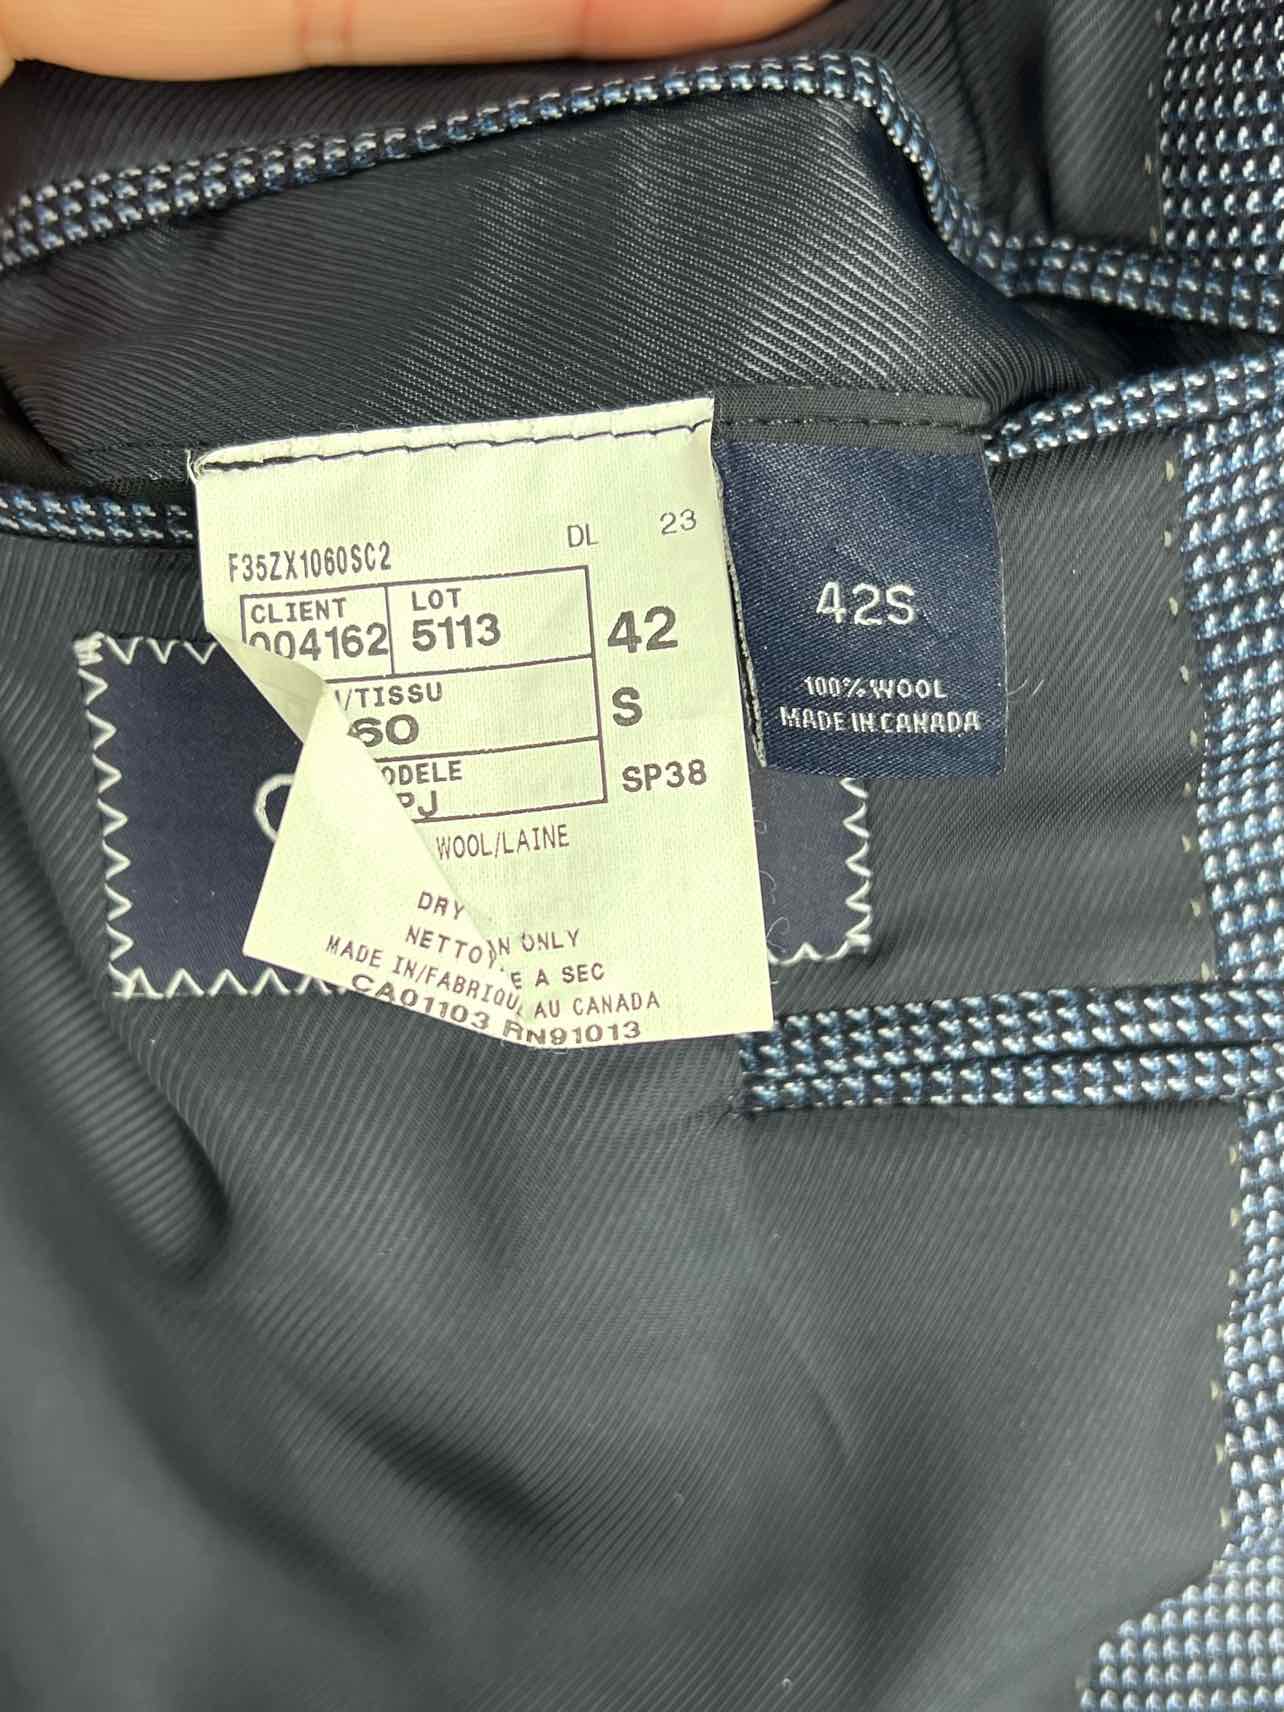 DL 23
F35ZX1060SC2
CLIENT LOT
004162 5113 42
/TISSU
60 S
ODELE
PJ SP38
WOOL/LAINE
DRY
NETTOY N ONLY
E A SEC
MADE IN/FABRIQU AU CANADA
CA01103 RN91013
42S
100% WOOL
MADE IN CANADA